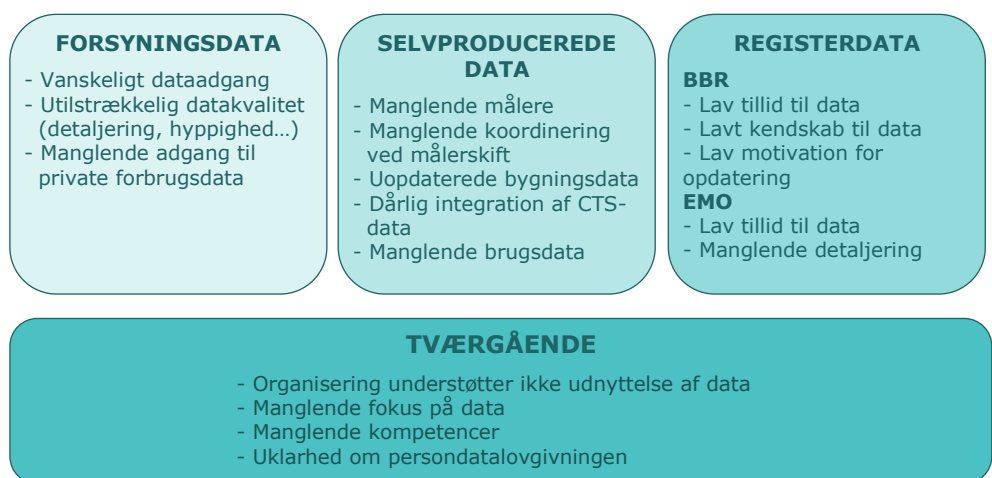 FORSYNINGSDATA
- Vanskeligt dataadgang
- Utilstrækkelig datakvalitet
(detaljering, hyppighed…)
- Manglende adgang til
private forbrugsdata
SELVPRODUCEREDE
DATA
- Manglende målere
- Manglende koordinering
ved målerskift
- Uopdaterede bygningsdata
- Dårlig integration af CTS-
data
- Manglende brugsdata
REGISTERDATA
BBR
- Lav tillid til data
- Lavt kendskab til data
- Lav motivation for
opdatering
EMO
- Lav tillid til data
- Manglende detaljering
TVÆRGÅENDE
- Organisering understøtter ikke udnyttelse af data
- Manglende fokus på data
- Manglende kompetencer
- Uklarhed om persondatalovgivningen